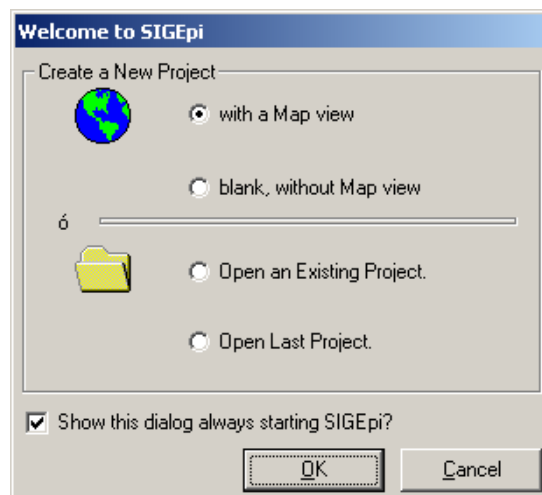 Welcome to SIGEpi
Create a New Project
with a Map view
blank, without Map view
ó
Open an Existing Project.
Open Last Project.
Show this dialog always starting SIGEpi?
OK
Cancel